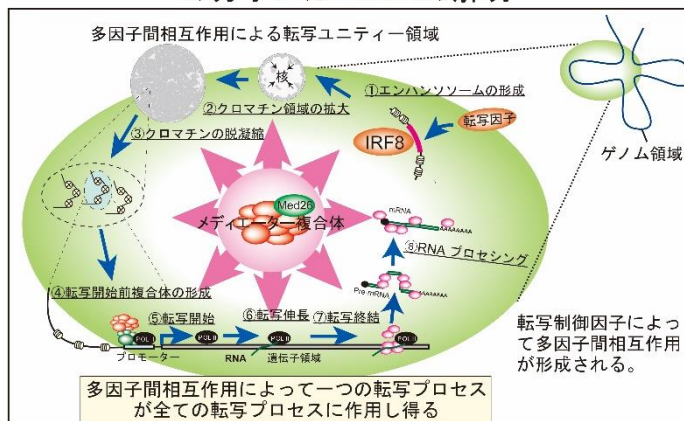 多因子間相互作用による転写ユニティー領域
核
①エンハンソソームの形成
②クロマチン領域の拡大
転写因子
③クロマチンの脱凝縮
IRF8
ゲノム領域
Med26
メディエーター複合体
mRNA
AAAAAAA
⑧RNA プロセシング
④転写開始前複合体の形成
Pre mRNA
⑤転写開始
⑥転写伸長
⑦転写終結
POL II
POL II
POL II
POL II
プロモーター
RNA
遺伝子領域
転写制御因子によっ
て多因子間相互作用
が形成される。
多因子間相互作用によって一つの転写プロセス
が全ての転写プロセスに作用し得る